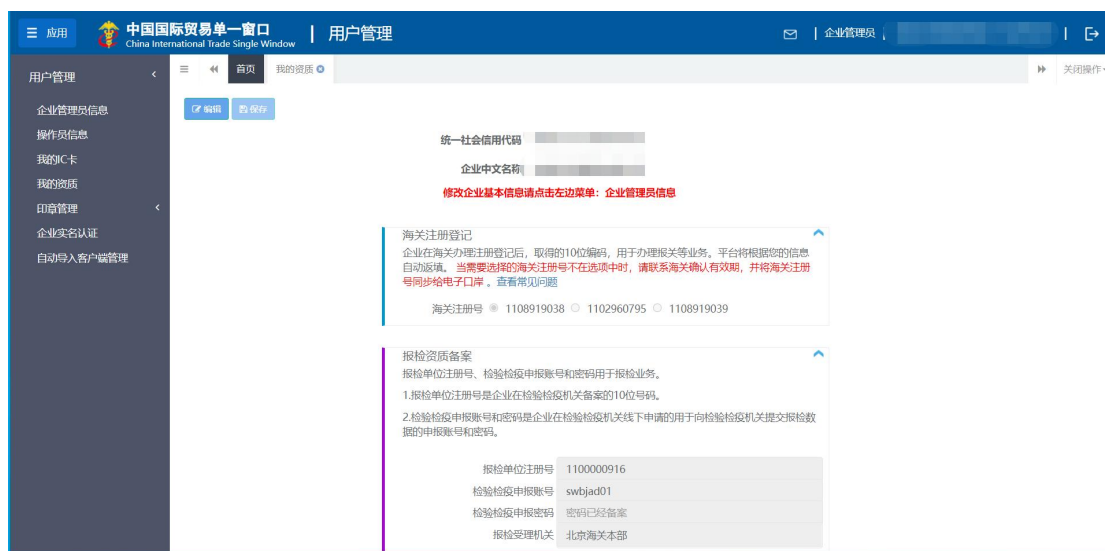 应用
中国国际贸易单一窗口
China International Trade Single Window
用户管理
企业管理员
用户管理
首页
我的资质
关闭操作
企业管理员信息
操作员信息
我的IC卡
我的资质
印章管理
企业实名认证
自动导入客户端管理
编辑
保存
统一社会信用代码
企业中文名称
修改企业基本信息请点击左边菜单：企业管理员信息
海关注册登记
企业在海关办理注册登记后，取得的10位编码，用于办理报关等业务。平台将根据您的信息
自动返填。当需要选择的海关注册号不在选项中时，请联系海关确认有效期，并将海关注册
号同步给电子口岸。查看常见问题
海关注册号 1108919038 1102960795 1108919039
报检资质备案
报检单位注册号、检验检疫申报账号和密码用于报检业务。
1.报检单位注册号是企业在检验检疫机关备案的10位号码。
2.检验检疫申报账号和密码是企业在检验检疫机关线下申请的用于向检验检疫机关提交报检数
据的申报账号和密码。
报检单位注册号 1100000916
检验检疫申报账号 swbjad01
检验检疫申报密码 密码已经备案
报检受理机关 北京海关本部